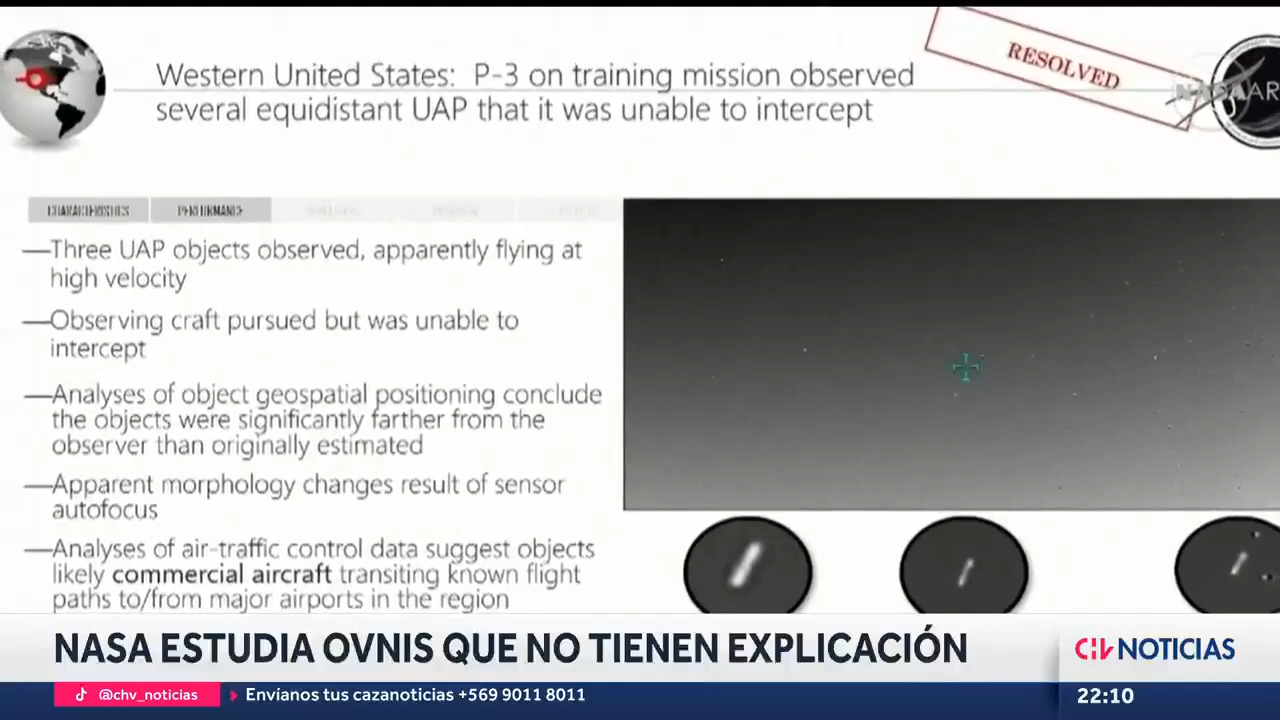 Western United States: P-3 on training mission observed
several equidistant UAP that it was unable to intercept
RESOLVED
NASA
CHARACTERISTICS PERFORMANCE
—Three UAP objects observed, apparently flying at
high velocity
—Observing craft pursued but was unable to
intercept
—Analyses of object geospatial positioning conclude
the objects were significantly farther from the
observer than originally estimated
—Apparent morphology changes result of sensor
autofocus
—Analyses of air-traffic control data suggest objects
likely commercial aircraft transiting known flight
paths to/from major airports in the region
NASA ESTUDIA OVNIS QUE NO TIENEN EXPLICACIÓN
CHV NOTICIAS
@chv_noticias Envíanos tus cazanoticias +569 9011 8011
22:10